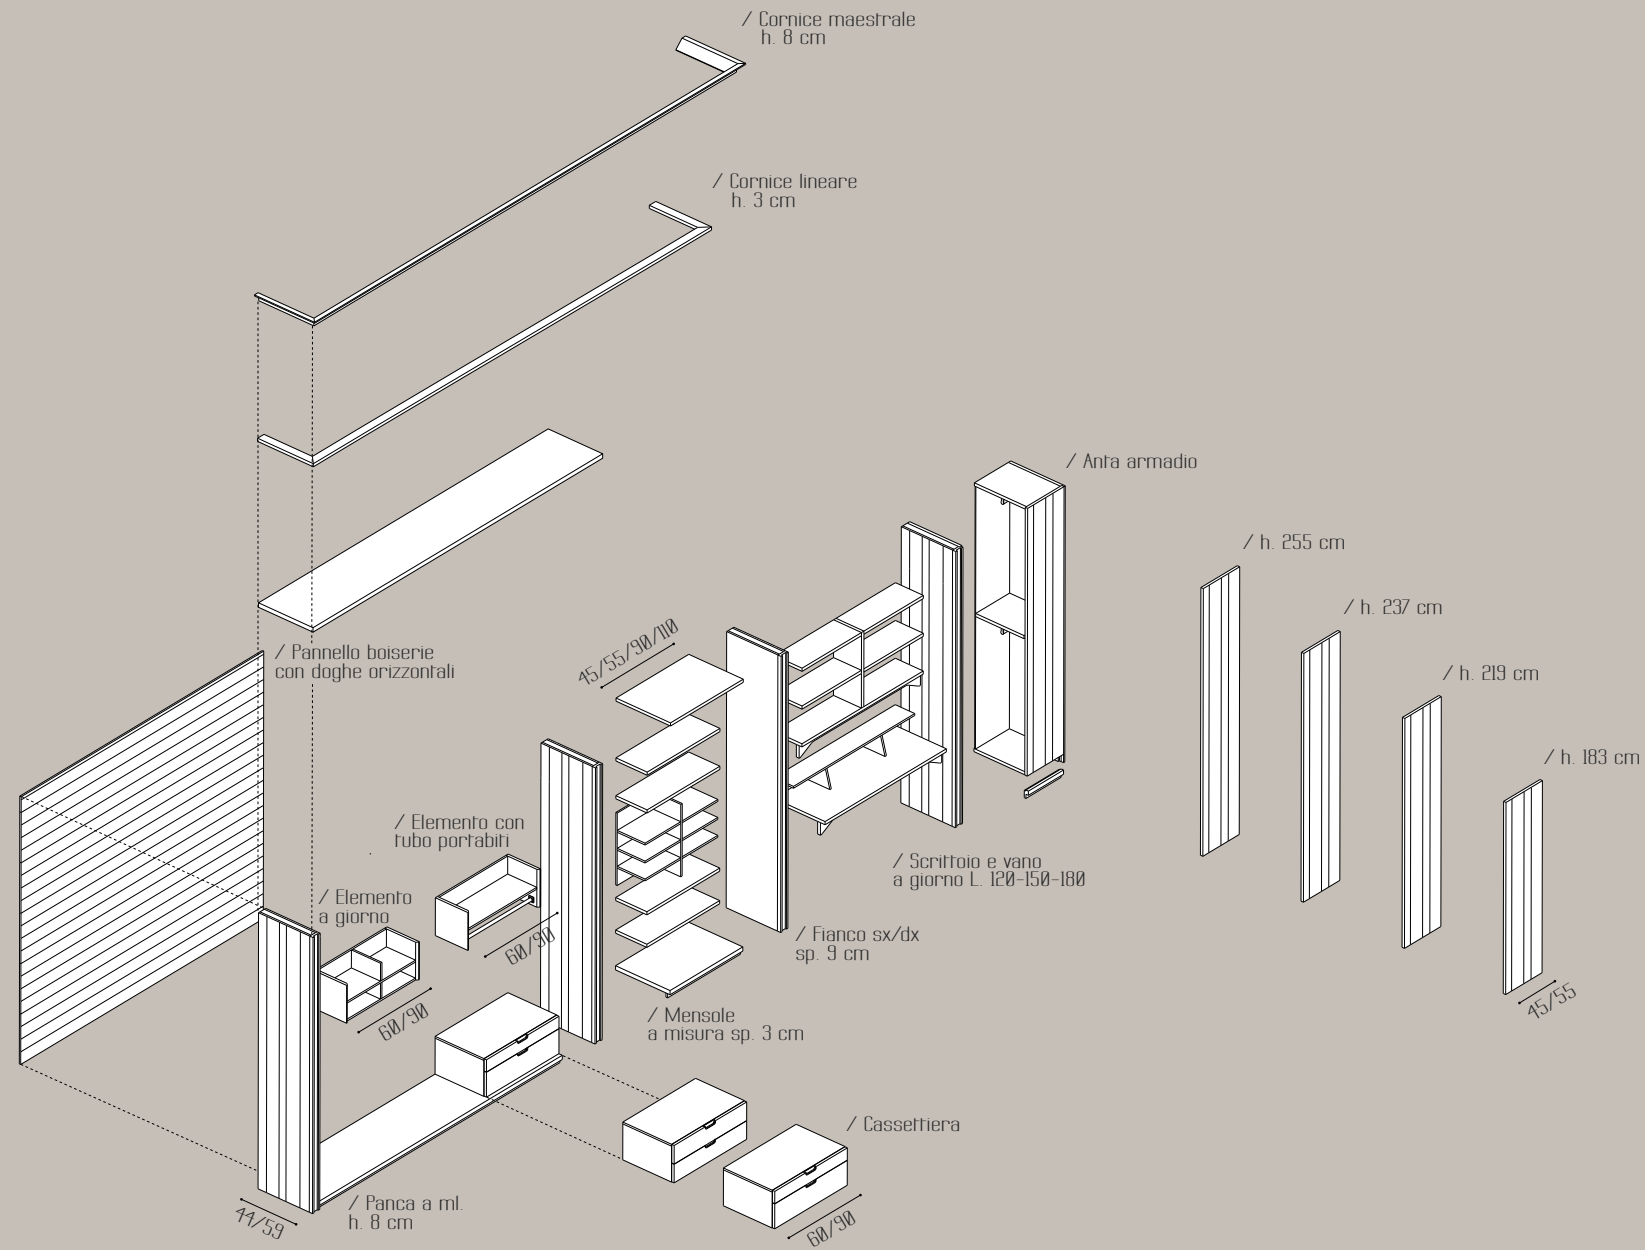 / Cornice maestrale
h. 8 cm
/ Cornice lineare
h. 3 cm
/ Anta armadio
/ h. 255 cm
/ h. 237 cm
/ h. 219 cm
/ h. 183 cm
45/55
/ Pannello boiserie
con doghe orizzontali
45/55/90/110
/ Elemento con
tubo portabiti
60/90
/ Elemento
a giorno
60/90
/ Scrittoio e vano
a giorno L. 120-150-180
/ Fianco sx/dx
sp. 9 cm
/ Mensole
a misura sp. 3 cm
/ Cassettiera
60/90
/ Panca a ml.
h. 8 cm
44/59